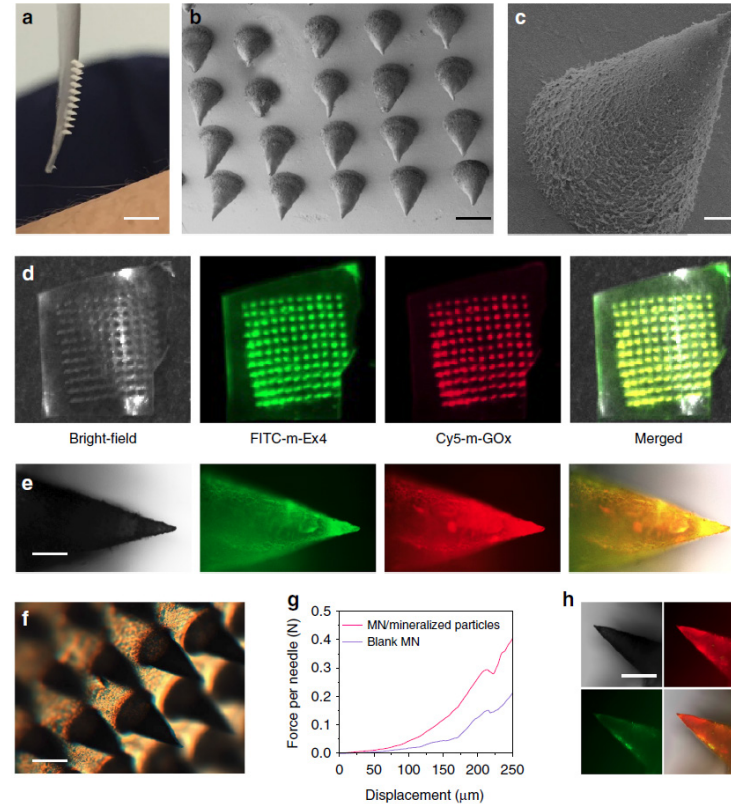 a
b
c
d
Bright-field
FITC-m-Ex4
Cy5-m-GOx
Merged
e
f
g
0.5
0.4
0.3
0.2
0.1
0.0
Force per needle (N)
MN/mineralized particles
Blank MN
0 50 100 150 200 250
Displacement (μm)
h